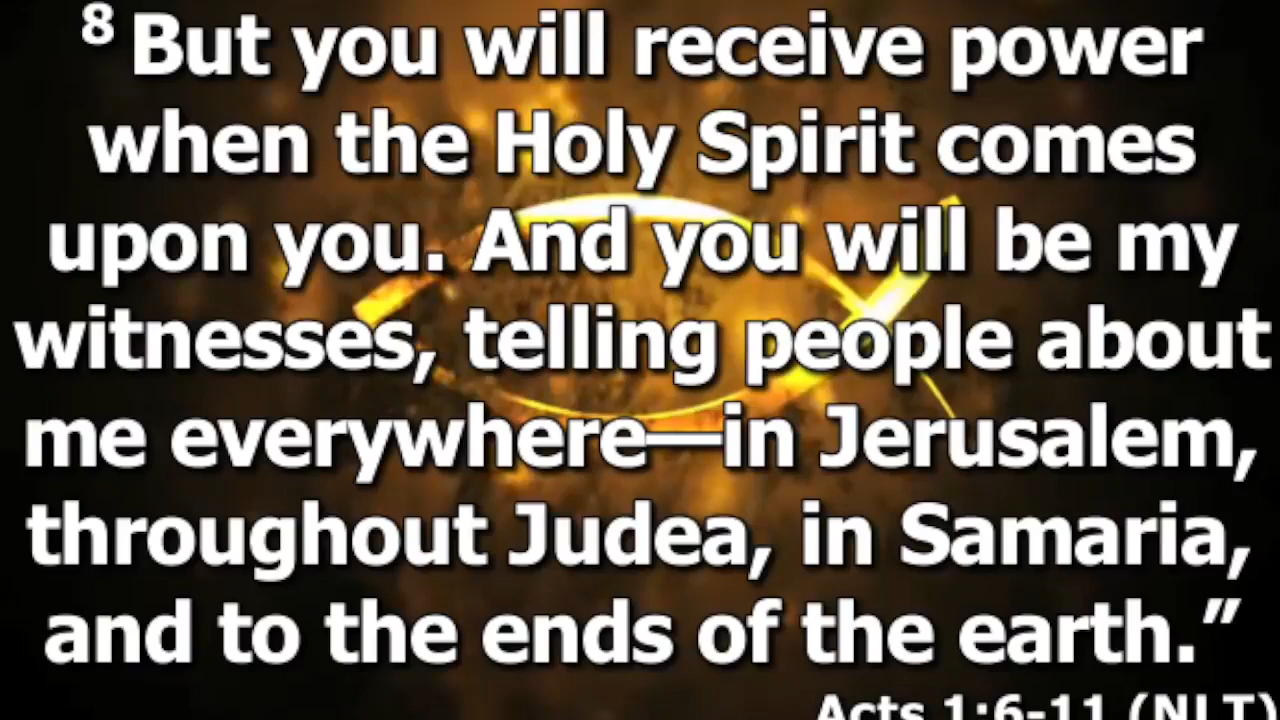 8 But you will receive power
when the Holy Spirit comes
upon you. And you will be my
witnesses, telling people about
me everywhere—in Jerusalem,
throughout Judea, in Samaria,
and to the ends of the earth.”
Acts 1:6-11 (NLT)